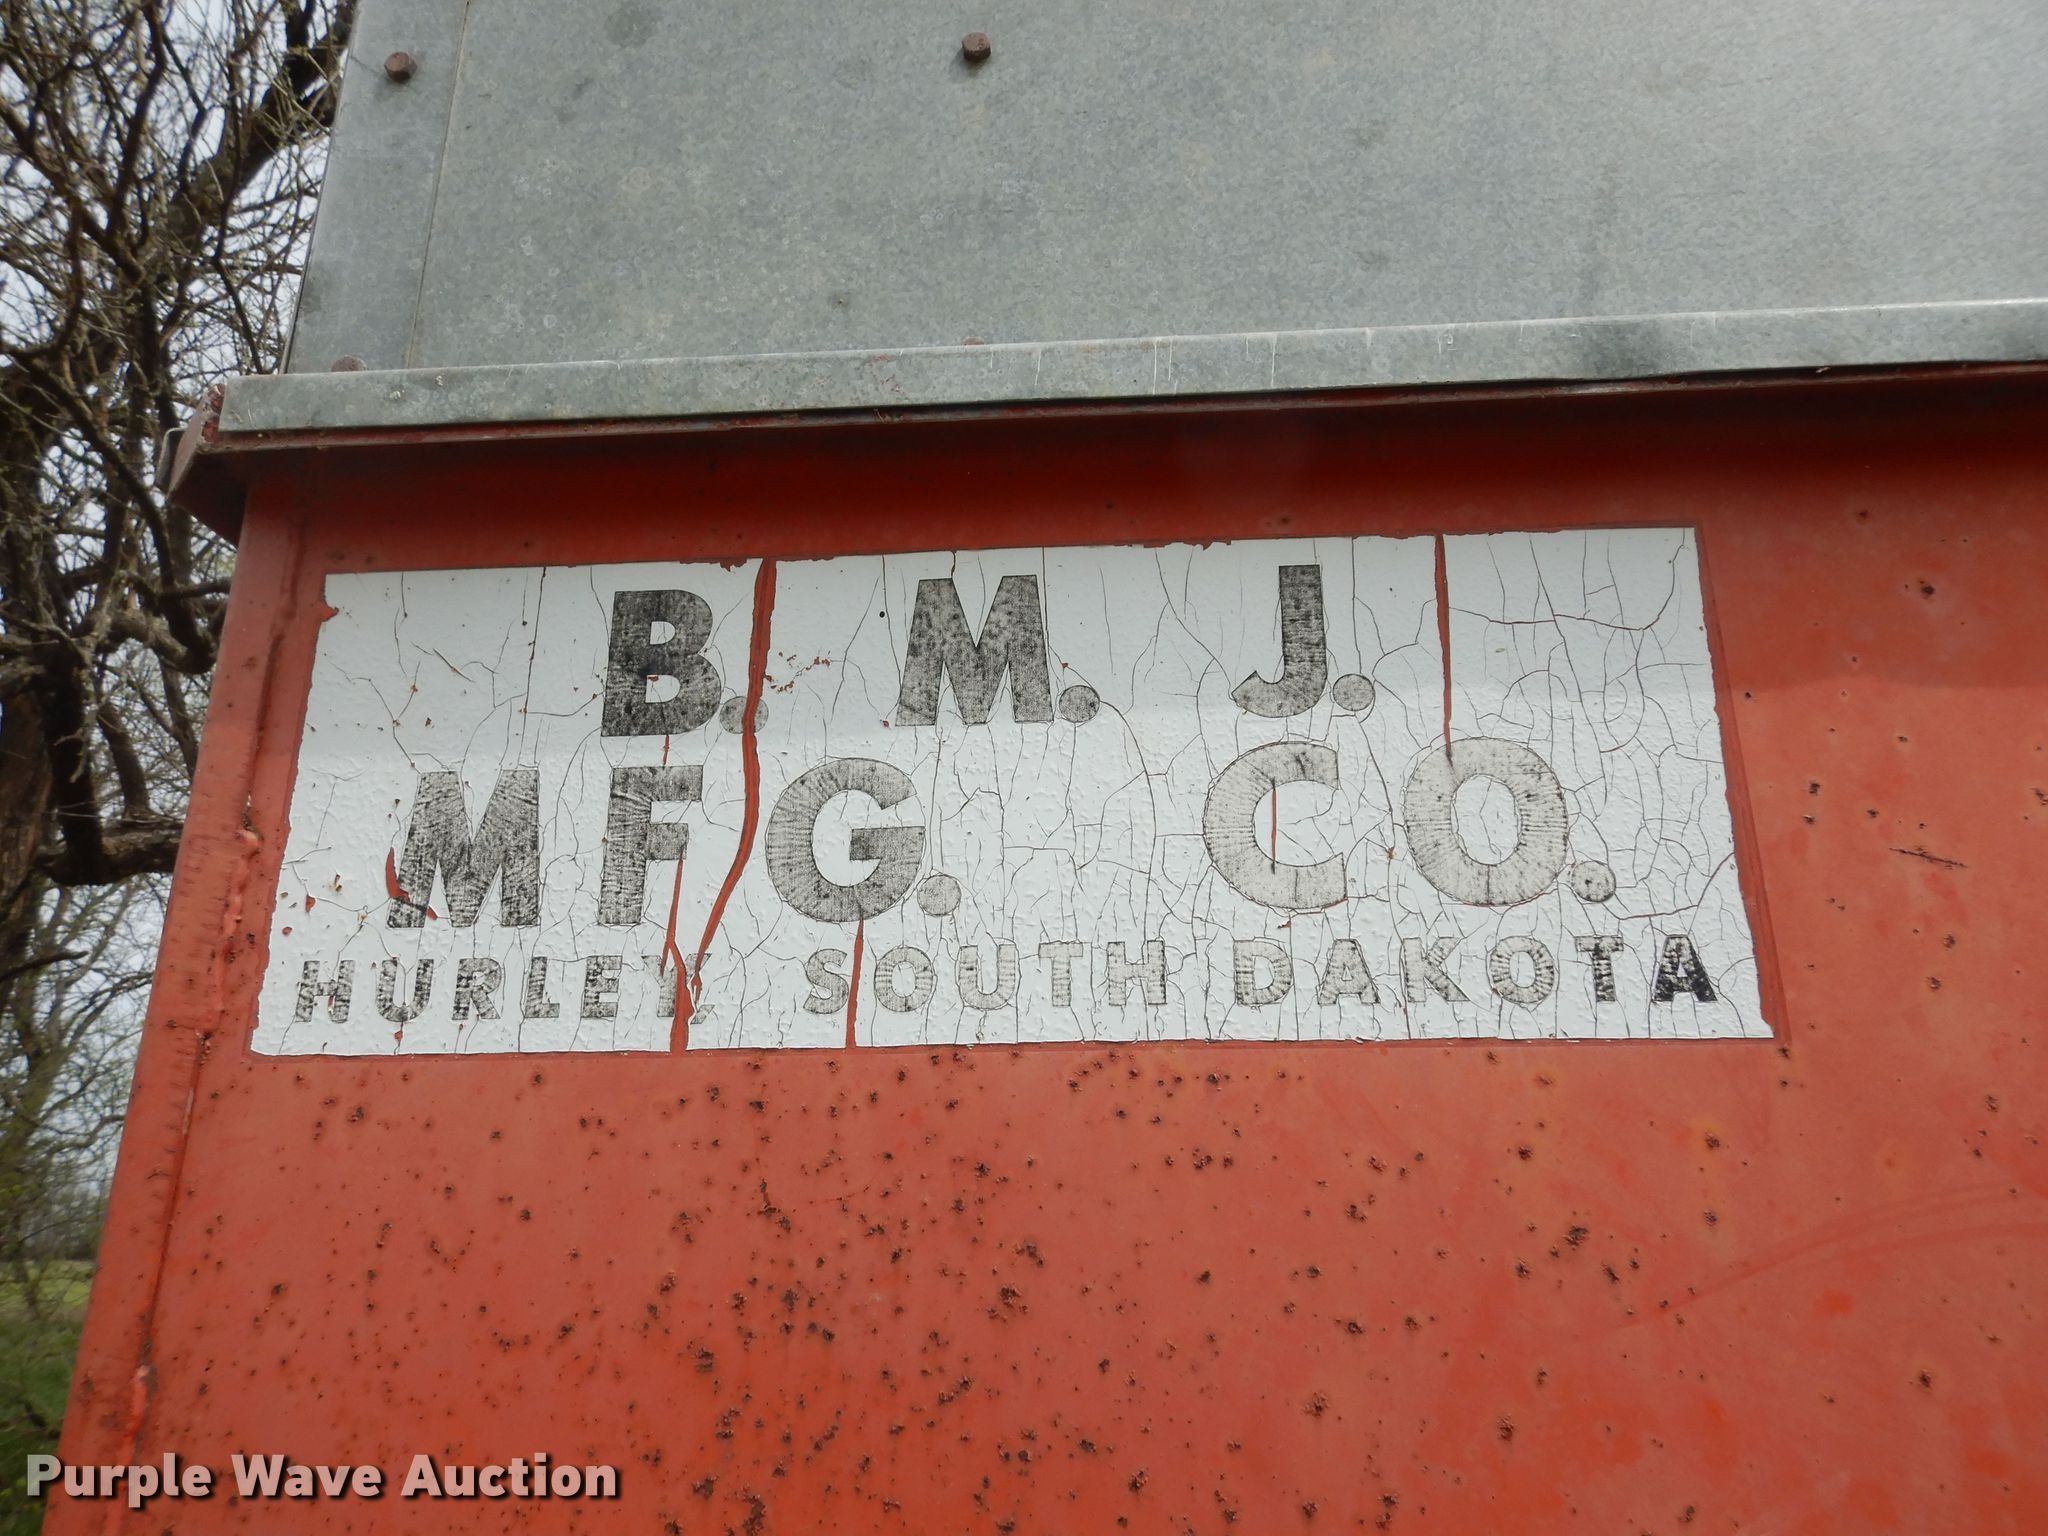 B. M. J.
MFG. CO.
HURLEY, SOUTH DAKOTA
Purple Wave Auction